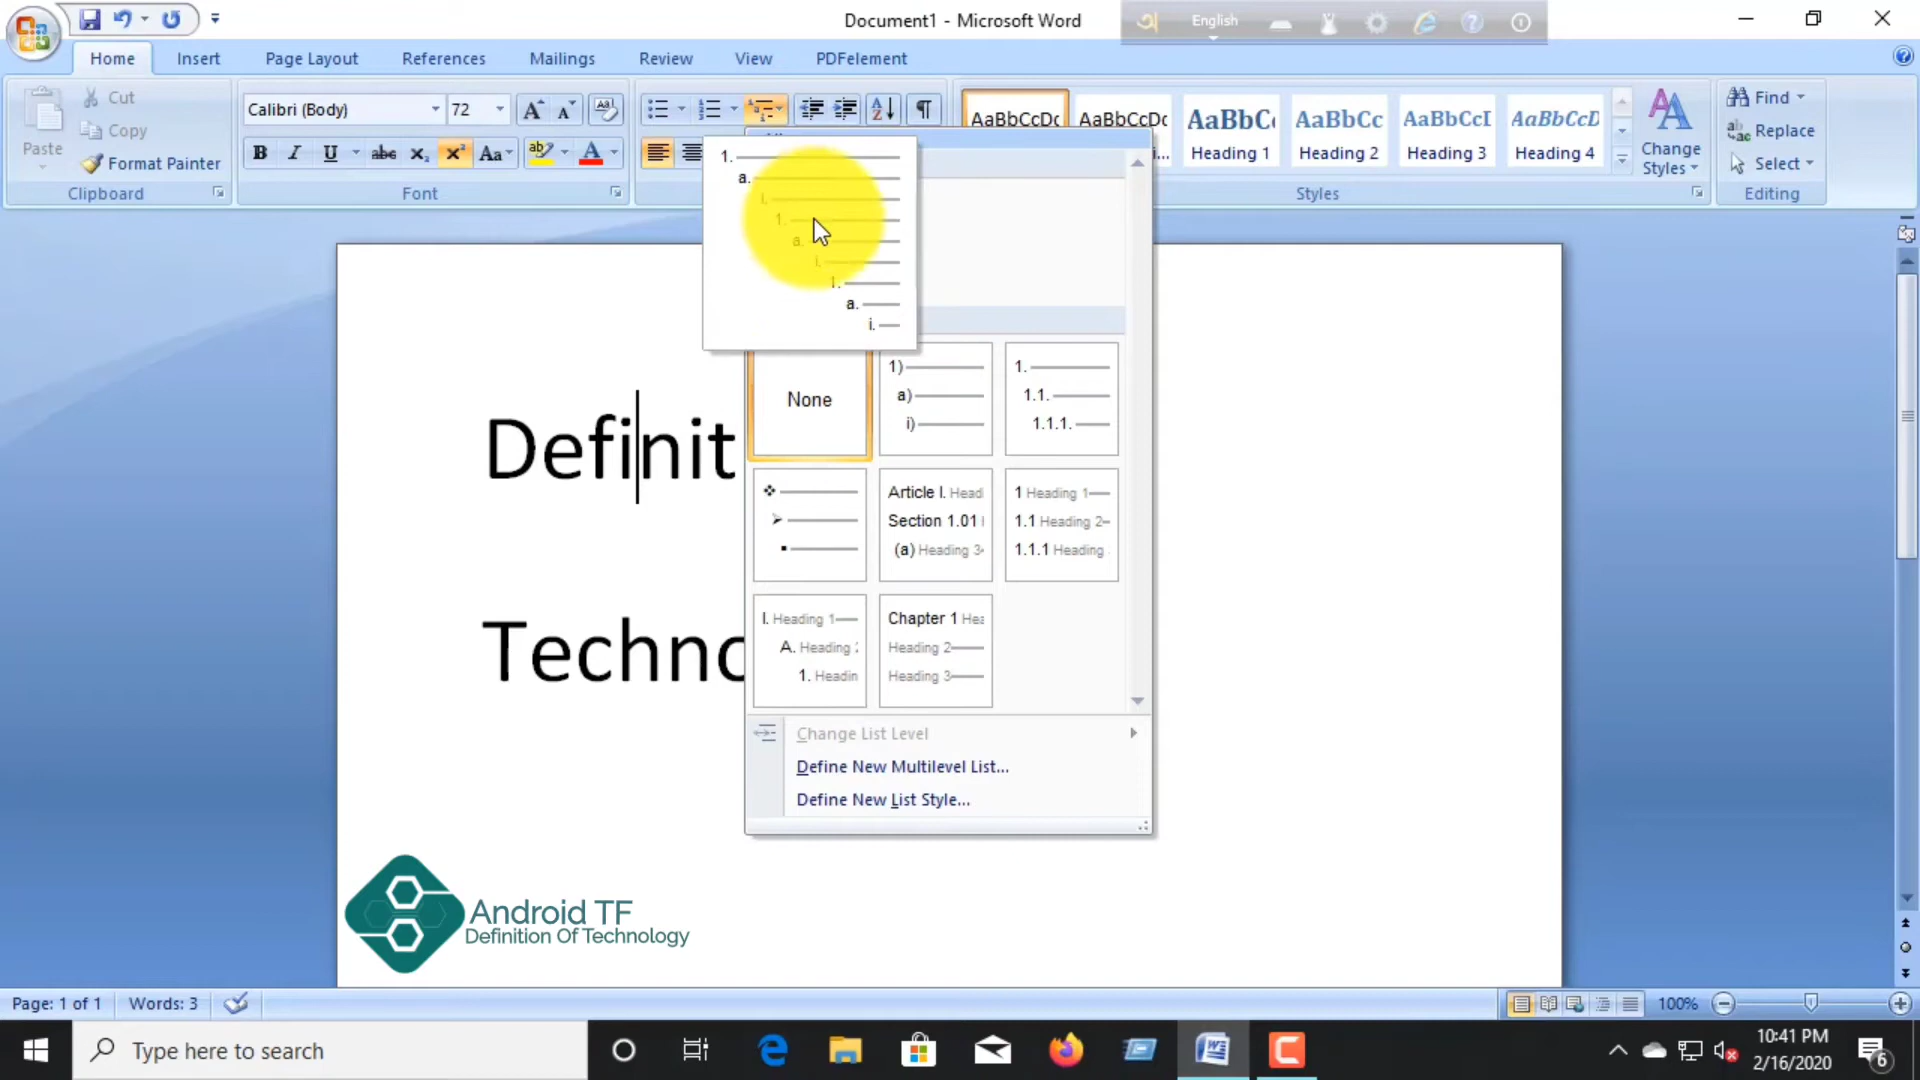 Document1 - Microsoft Word
English
Home
Insert
Page Layout
References
Mailings
Review
View
PDFelement
Paste
Cut
Copy
Format Painter
Clipboard
Calibri (Body)
72
Font
AaBbCcDc
AaBbCcDc
AaBbC
Heading 1
AaBbCc
Heading 2
AaBbCcI
Heading 3
AaBbCcD
Heading 4
Change
Styles
Styles
Find
Replace
Select
Editing
1.
a.
i.
1.
a.
i.
1.
a.
i.
None
1)
a)
i)
1.
1.1.
1.1.1.
Article I. Head
Section 1.01
(a) Heading 3
1 Heading 1
1.1 Heading 2
1.1.1 Heading
I. Heading 1
A. Heading 2
1. Headin
Chapter 1 Hea
Heading 2
Heading 3
Change List Level
Define New Multilevel List...
Define New List Style...
Definit
Techno
Android TF
Definition Of Technology
Page: 1 of 1
Words: 3
100%
Type here to search
10:41 PM
2/16/2020
6